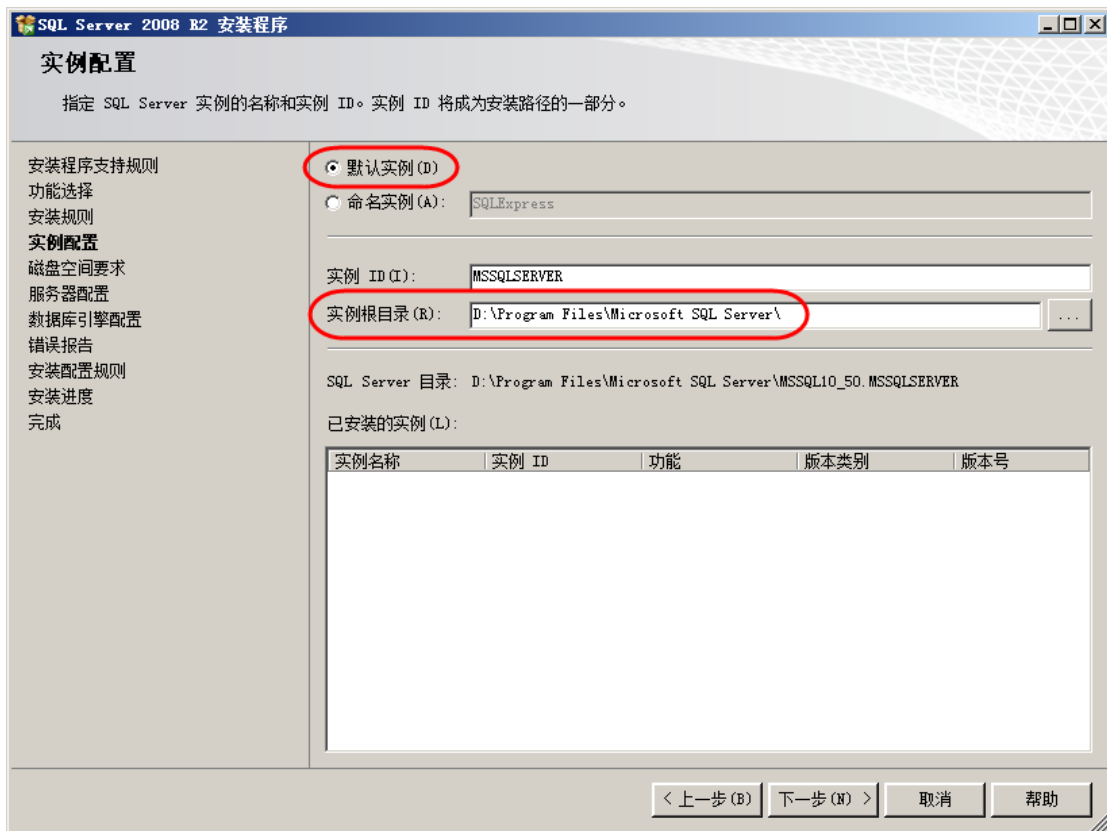 SQL Server 2008 R2 安装程序
实例配置
指定 SQL Server 实例的名称和实例 ID。实例 ID 将成为安装路径的一部分。
安装程序支持规则
功能选择
安装规则
实例配置
磁盘空间要求
服务器配置
数据库引擎配置
错误报告
安装配置规则
安装进度
完成
默认实例(D)
命名实例(A): SQLExpress
实例 ID(I): MSSQLSERVER
实例根目录(R): D:\Program Files\Microsoft SQL Server\ ...
SQL Server 目录: D:\Program Files\Microsoft SQL Server\MSSQL10_50.MSSQLSERVER
已安装的实例(L):
实例名称 实例 ID 功能 版本类别 版本号
< 上一步(B) 下一步(N) > 取消 帮助